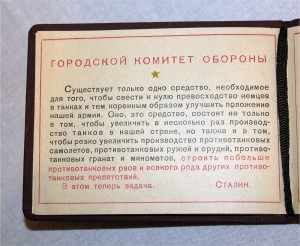 ГОРОДСКОЙ КОМИТЕТ ОБОРОНЫ
Существует только одно средство, необходимое
для того, чтобы свести к нулю превосходство немцев
в танках и тем коренным образом улучшить положение
нашей армии. Оно, это средство, состоит не только
в том, чтобы увеличить в несколько раз производ-
ство танков в нашей стране, но также и в том,
чтобы резко увеличить производство противотанковых
самолетов, противотанковых ружей и орудий, противо-
танковых гранат и минометов, строить побольше
противотанковых рвов и всякого рода других противо-
танковых препятствий.
В этом теперь задача. Сталин.